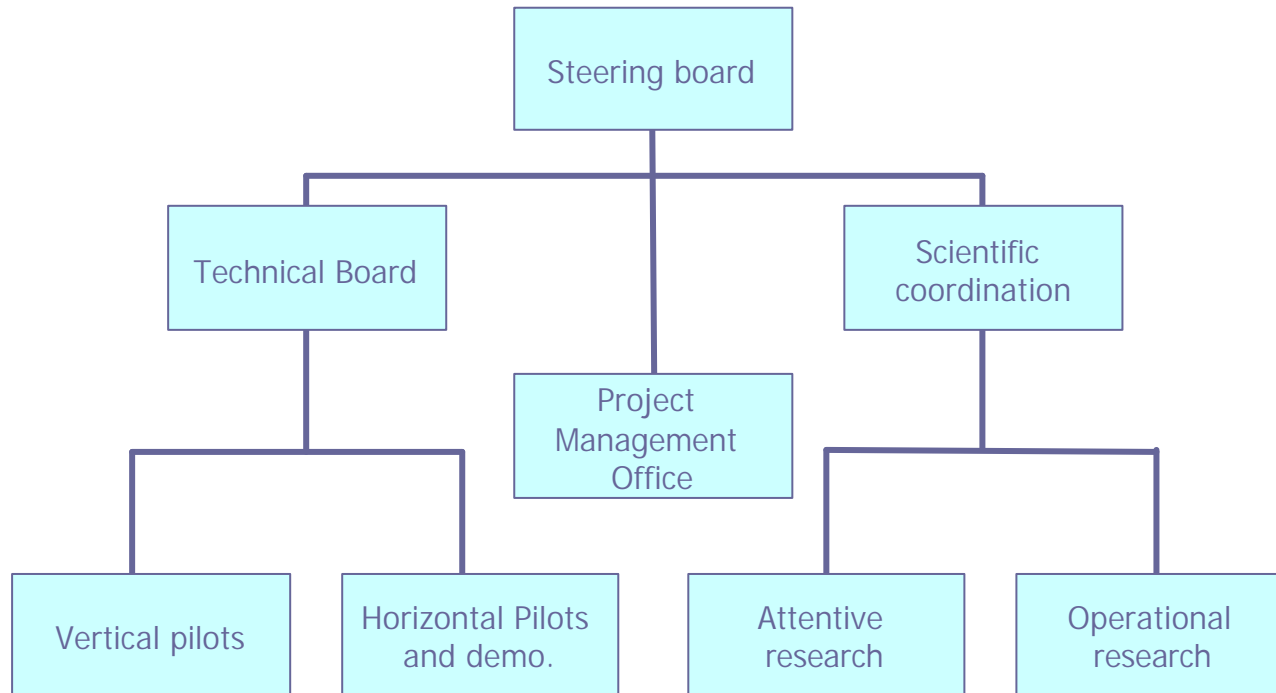 Steering board
Technical Board
Scientific
coordination
Project
Management
Office
Vertical pilots
Horizontal Pilots
and demo.
Attentive
research
Operational
research